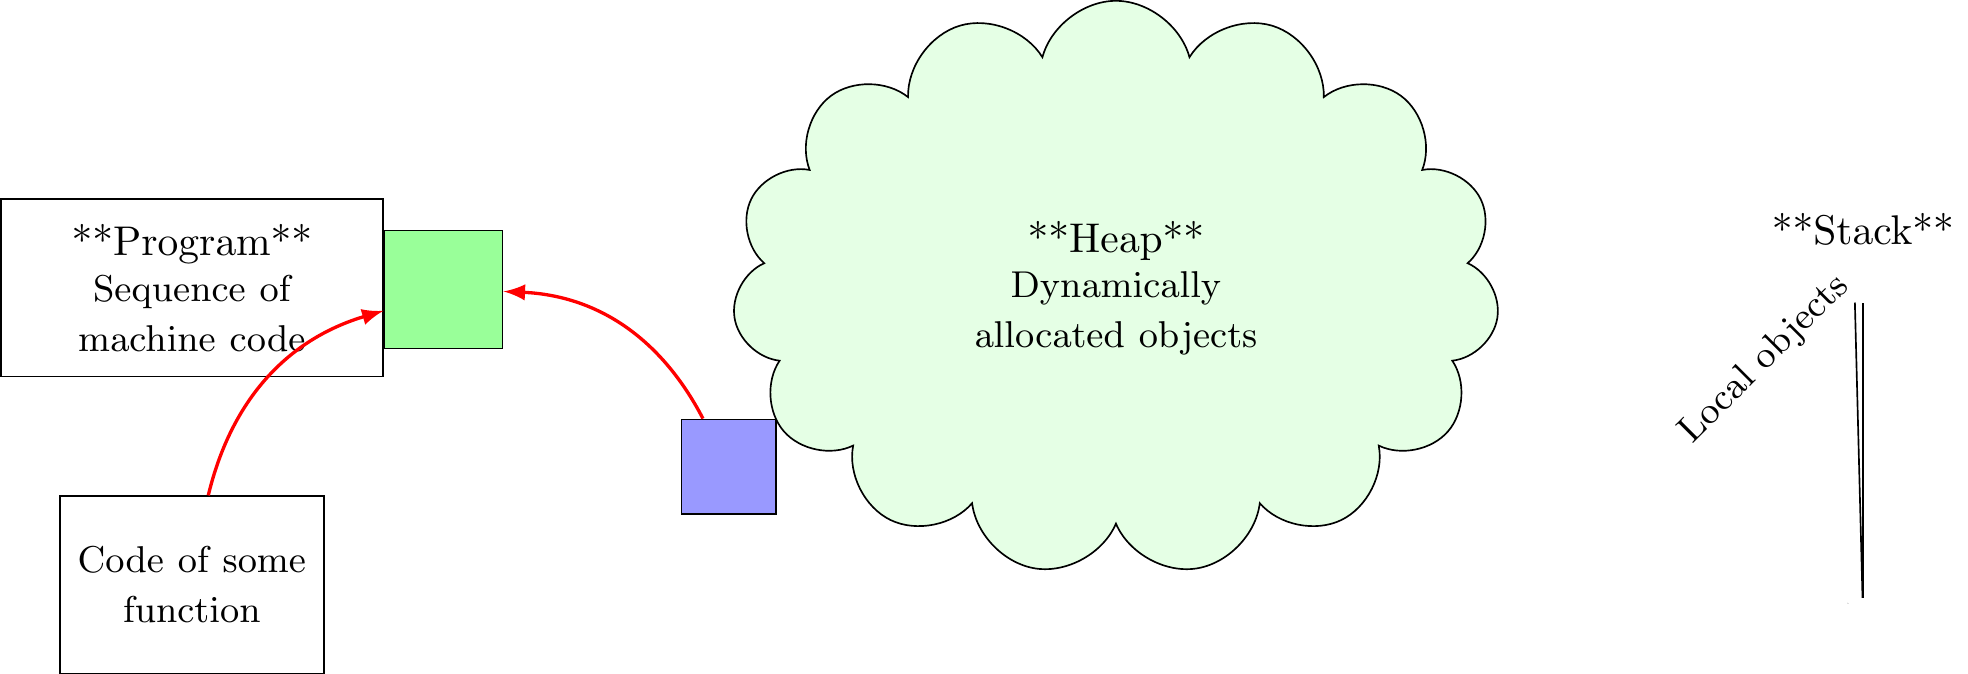 **Program**
Sequence of
machine code
Code of some
function
**Heap**
Dynamically
allocated objects
**Stack**
Local objects